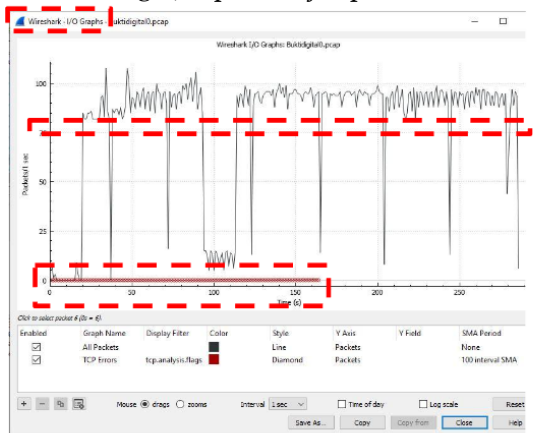 Wireshark · I/O Graphs · Buktidigital0.pcap
Wireshark I/O Graphs: Buktidigital0.pcap
Packets/1 sec
100
75
50
25
0
0 50 100 150 200 250
Time (s)
Click to select packet 6 (0s = 6).
Enabled Graph Name Display Filter Color Style Y Axis Y Field SMA Period
All Packets Line Packets None
TCP Errors tcp.analysis.flags Diamond Packets 100 interval SMA
Mouse drags zooms Interval 1 sec Time of day Log scale Reset
Save As... Copy Copy from Close Help